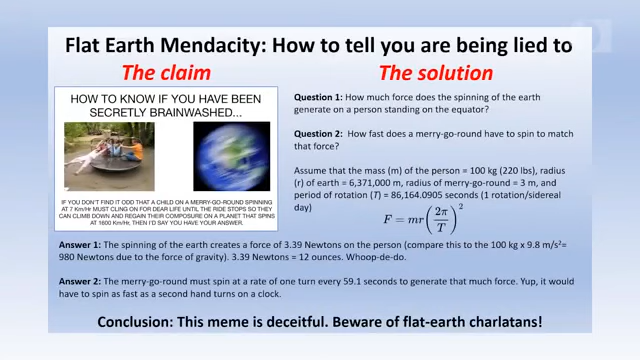 Flat Earth Mendacity: How to tell you are being lied to
The claim
HOW TO KNOW IF YOU HAVE BEEN
SECRETLY BRAINWASHED...
IF YOU DON'T FIND IT ODD THAT A CHILD ON A MERRY-GO-ROUND SPINNING
AT 7 KM/HR MUST CLING ON FOR DEAR LIFE UNTIL THE RIDE STOPS SO THEY
CAN CLIMB DOWN AND REGAIN THEIR COMPOSURE ON A PLANET THAT SPINS
AT 1600 KM/HR, THEN I'D SAY YOU HAVE YOUR ANSWER.
The solution
Question 1: How much force does the spinning of the earth
generate on a person standing on the equator?
Question 2: How fast does a merry-go-round have to spin to match
that force?
Assume that the mass (m) of the person = 100 kg (220 lbs), radius
(r) of earth = 6,371,000 m, radius of merry-go-round = 3 m, and
period of rotation (T) = 86,164.0905 seconds (1 rotation/sidereal
day)
F = mr(2π/T)²
Answer 1: The spinning of the earth creates a force of 3.39 Newtons on the person (compare this to the 100 kg x 9.8 m/s²=
980 Newtons due to the force of gravity). 3.39 Newtons = 12 ounces. Whoop-de-do.
Answer 2: The merry-go-round must spin at a rate of one turn every 59.1 seconds to generate that much force. Yup, it would
have to spin as fast as a second hand turns on a clock.
Conclusion: This meme is deceitful. Beware of flat-earth charlatans!